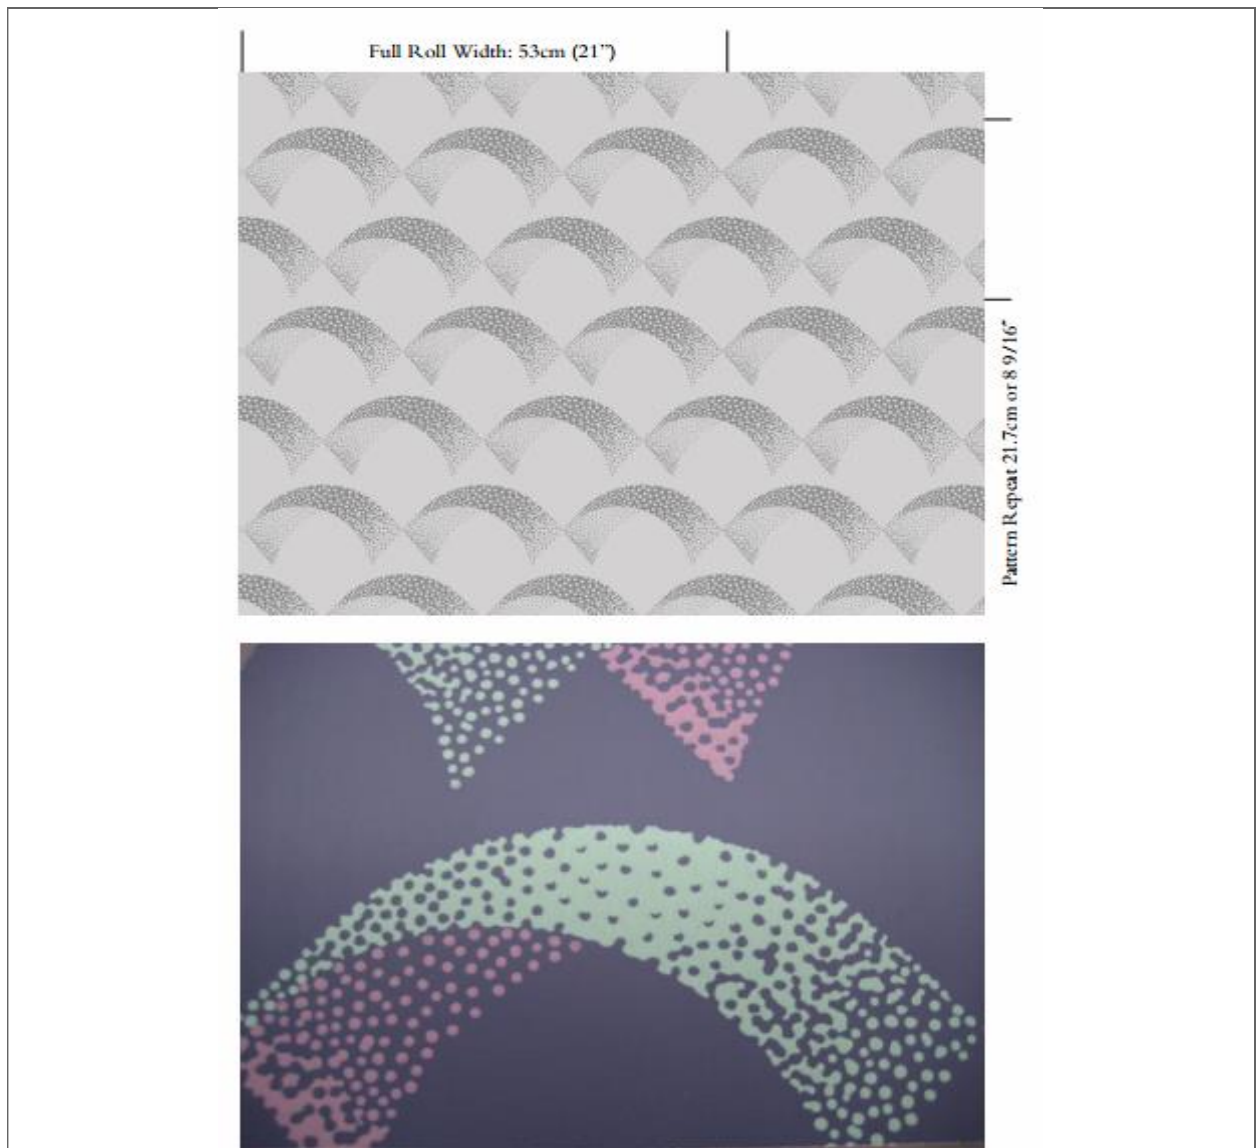 Full Roll Width: 53cm (21”)
Pattern Repeat 21.7cm or 8 9/16”